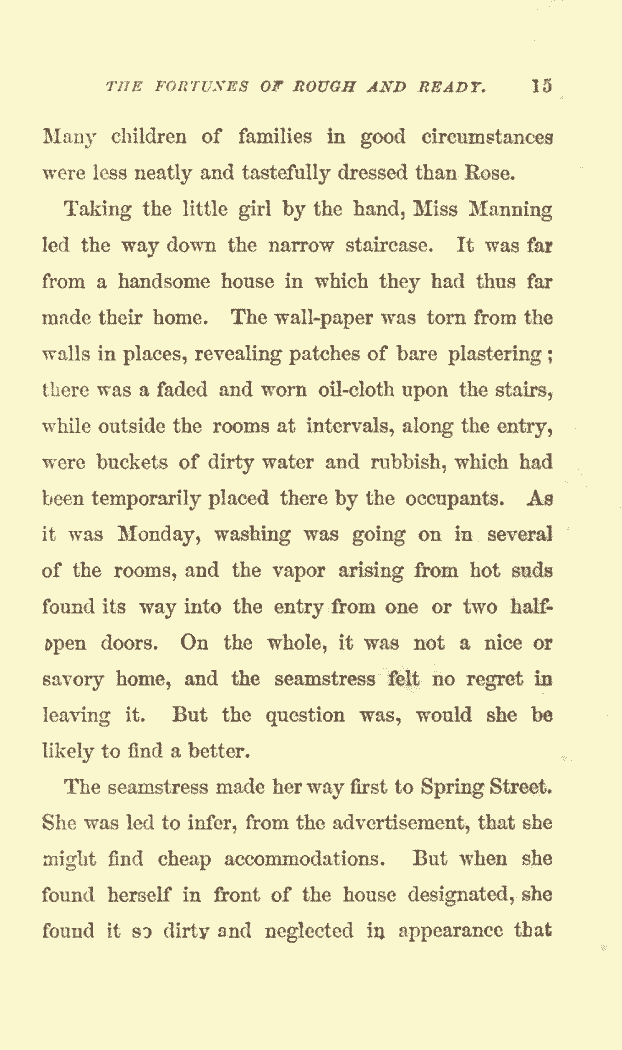 THE FORTUNES OF ROUGH AND READY. 15
Many children of families in good circumstances
were less neatly and tastefully dressed than Rose.
Taking the little girl by the hand, Miss Manning
led the way down the narrow staircase. It was far
from a handsome house in which they had thus far
made their home. The wall-paper was torn from the
walls in places, revealing patches of bare plastering;
there was a faded and worn oil-cloth upon the stairs,
while outside the rooms at intervals, along the entry,
were buckets of dirty water and rubbish, which had
been temporarily placed there by the occupants. As
it was Monday, washing was going on in several
of the rooms, and the vapor arising from hot suds
found its way into the entry from one or two half-
open doors. On the whole, it was not a nice or
savory home, and the seamstress felt no regret in
leaving it. But the question was, would she be
likely to find a better.
The seamstress made her way first to Spring Street.
She was led to infer, from the advertisement, that she
might find cheap accommodations. But when she
found herself in front of the house designated, she
found it so dirty and neglected in appearance that